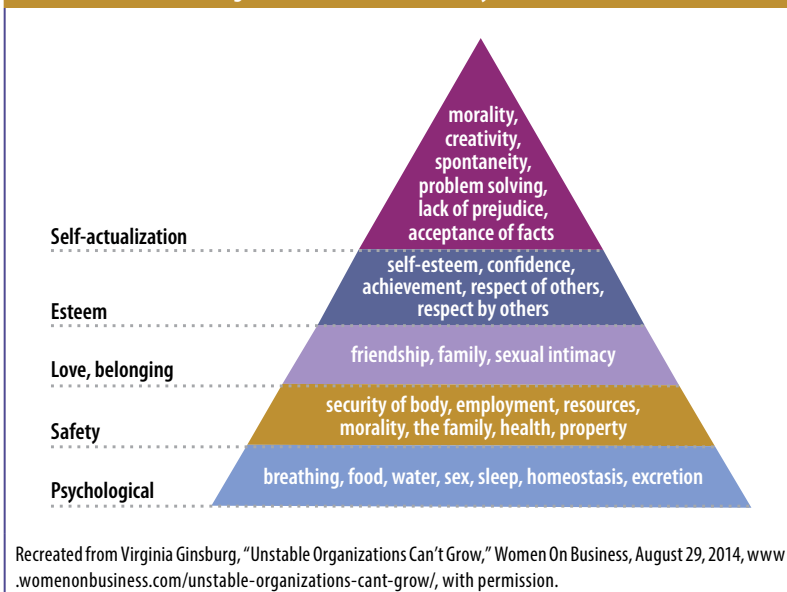 morality,
creativity,
spontaneity,
problem solving,
lack of prejudice,
acceptance of facts
Self-actualization
self-esteem, confidence,
achievement, respect of others,
respect by others
Esteem
friendship, family, sexual intimacy
Love, belonging
security of body, employment, resources,
morality, the family, health, property
Safety
breathing, food, water, sex, sleep, homeostasis, excretion
Psychological
Recreated from Virginia Ginsburg, “Unstable Organizations Can’t Grow,” Women On Business, August 29, 2014, www
.womenonbusiness.com/unstable-organizations-cant-grow/, with permission.